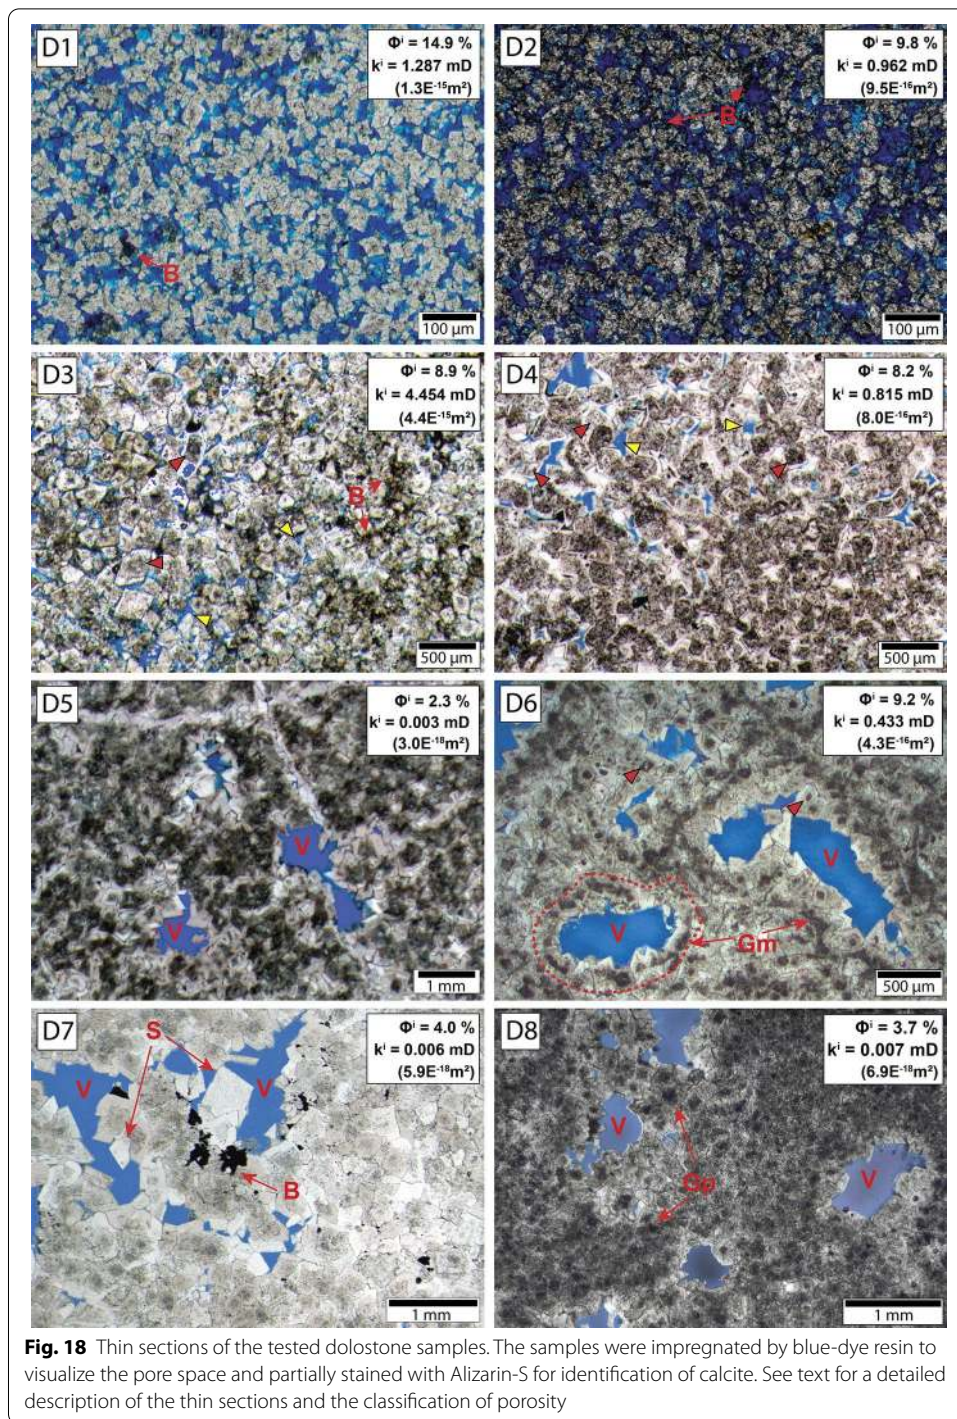 D1
Φⁱ = 14.9 %
kⁱ = 1.287 mD
(1.3E⁻¹⁵m²)
B
100 µm
D2
Φⁱ = 9.8 %
kⁱ = 0.962 mD
(9.5E⁻¹⁶m²)
B
100 µm
D3
Φⁱ = 8.9 %
kⁱ = 4.454 mD
(4.4E⁻¹⁵m²)
B
500 µm
D4
Φⁱ = 8.2 %
kⁱ = 0.815 mD
(8.0E⁻¹⁶m²)
500 µm
D5
Φⁱ = 2.3 %
kⁱ = 0.003 mD
(3.0E⁻¹⁸m²)
V
V
1 mm
D6
Φⁱ = 9.2 %
kⁱ = 0.433 mD
(4.3E⁻¹⁶m²)
V
V
Gm
500 µm
D7
Φⁱ = 4.0 %
kⁱ = 0.006 mD
(5.9E⁻¹⁸m²)
S
V
V
B
1 mm
D8
Φⁱ = 3.7 %
kⁱ = 0.007 mD
(6.9E⁻¹⁸m²)
V
V
Gp
1 mm
Fig. 18 Thin sections of the tested dolostone samples. The samples were impregnated by blue-dye resin to
visualize the pore space and partially stained with Alizarin-S for identification of calcite. See text for a detailed
description of the thin sections and the classification of porosity